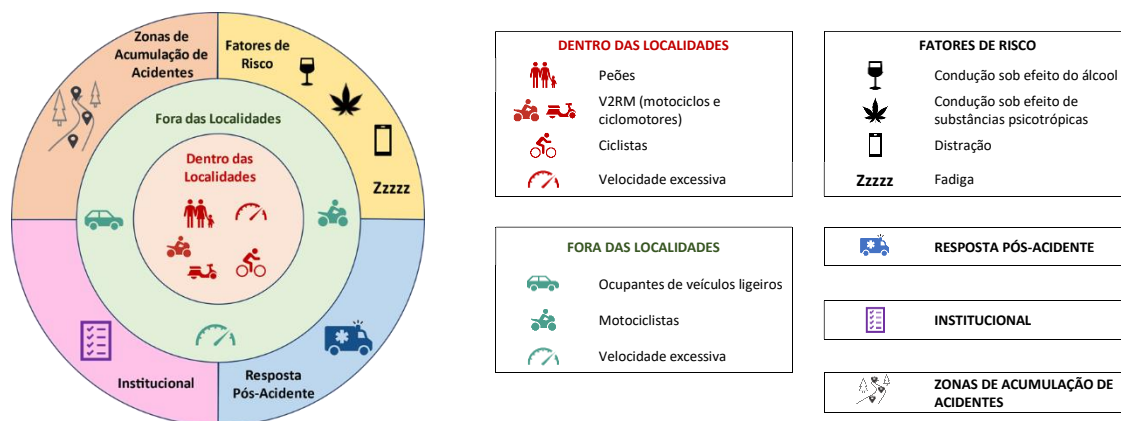 Zonas de
Acumulação de
Acidentes
Fatores de
Risco
Zzzzz
Fora das Localidades
Dentro das
Localidades
Institucional
Resposta
Pós-Acidente
DENTRO DAS LOCALIDADES
Peões
V2RM (motociclos e
ciclomotores)
Ciclistas
Velocidade excessiva
FORA DAS LOCALIDADES
Ocupantes de veículos ligeiros
Motociclistas
Velocidade excessiva
FATORES DE RISCO
Condução sob efeito do álcool
Condução sob efeito de
substâncias psicotrópicas
Distração
Zzzzz Fadiga
RESPOSTA PÓS-ACIDENTE
INSTITUCIONAL
ZONAS DE ACUMULAÇÃO DE
ACIDENTES